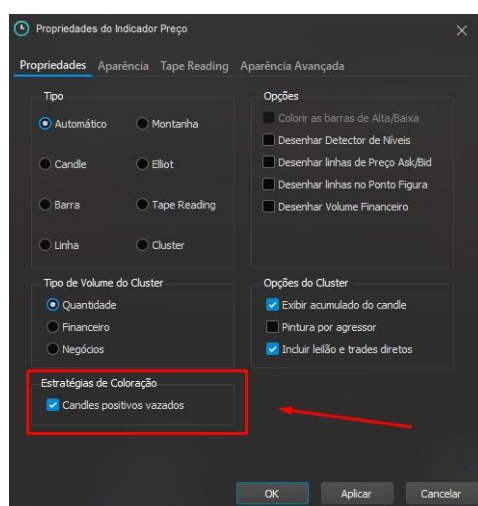 Propriedades do Indicador Preço
Propriedades Aparência Tape Reading Aparência Avançada
Tipo
Automático Montanha
Candle Elliot
Barra Tape Reading
Linha Cluster
Opções
Colorir as barras de Alta/Baixa
Desenhar Detector de Níveis
Desenhar linhas de Preço Ask/Bid
Desenhar linhas no Ponto Figura
Desenhar Volume Financeiro
Tipo de Volume do Cluster
Quantidade
Financeiro
Negócios
Opções do Cluster
Exibir acumulado do candle
Pintura por agressor
Incluir leilão e trades diretos
Estratégias de Coloração
Candles positivos vazados
OK Aplicar Cancelar